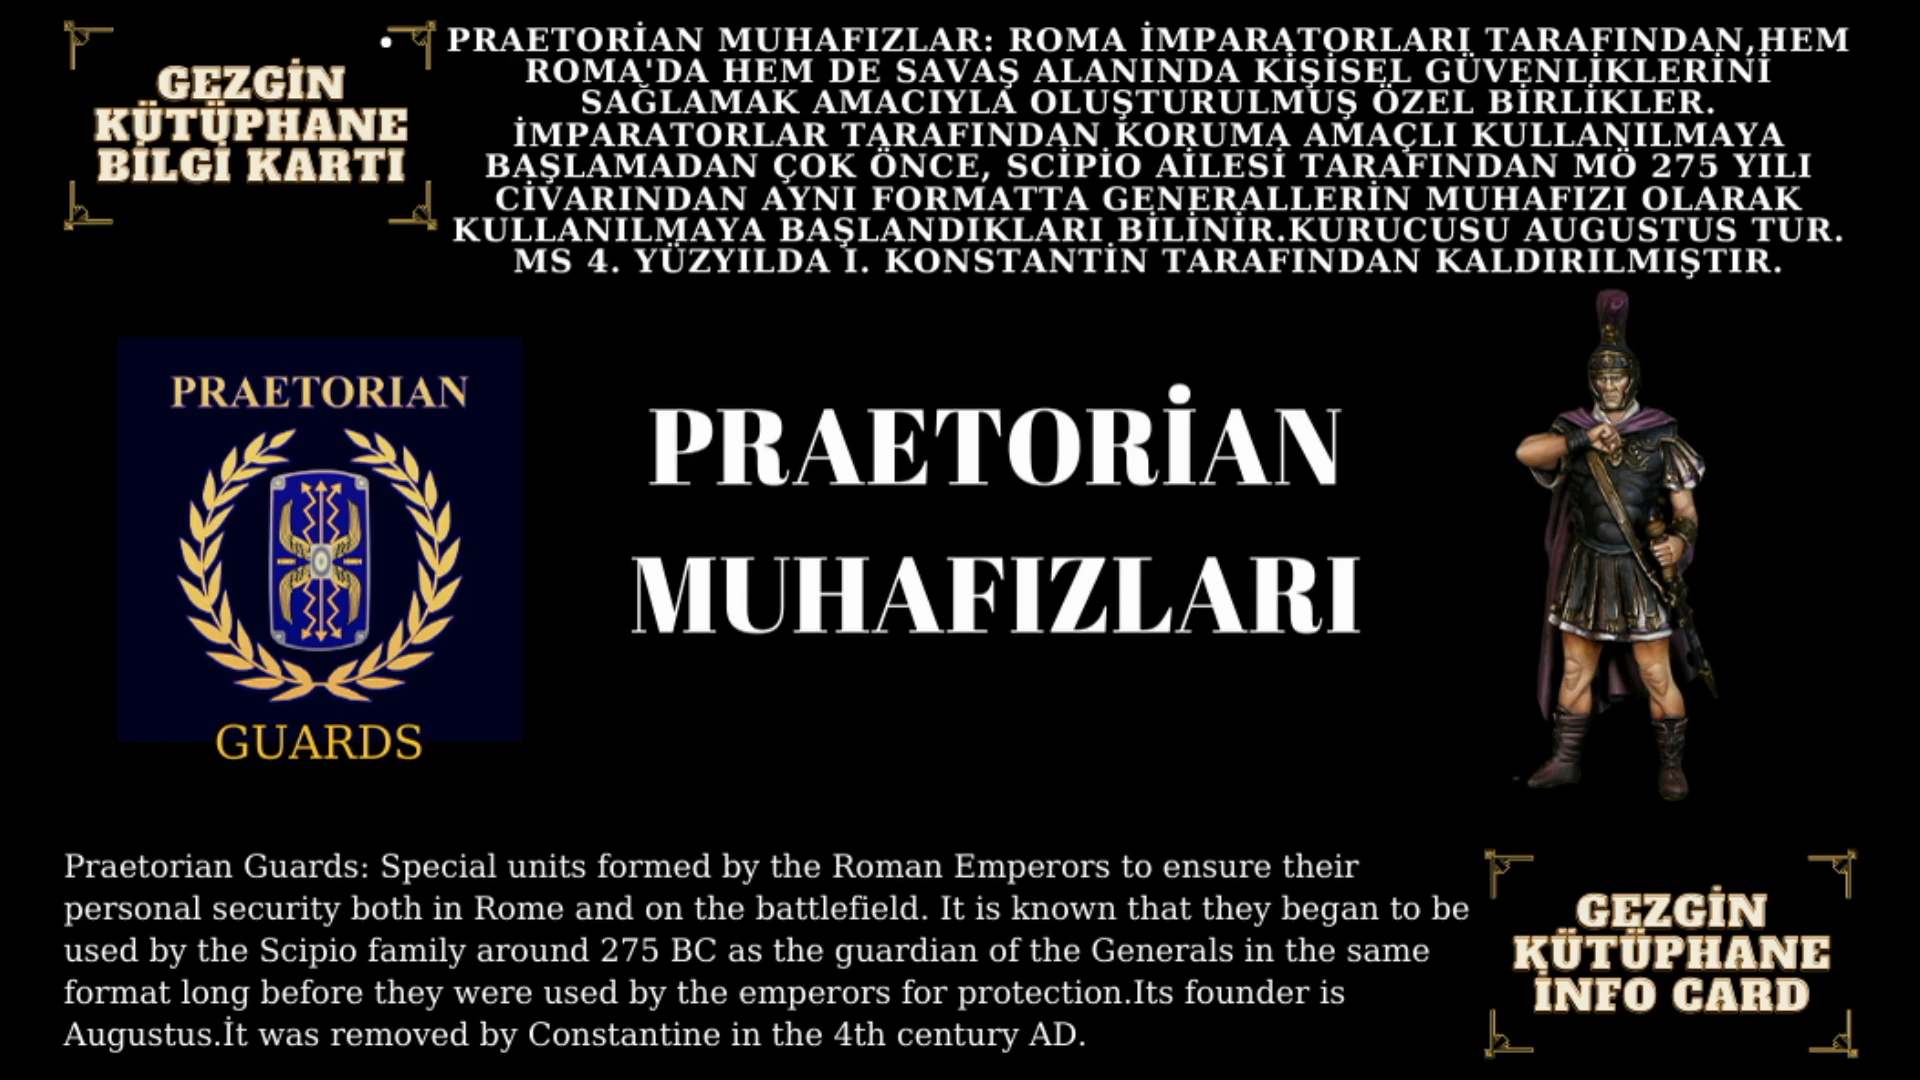 GEZGİN
KÜTÜPHANE
BİLGİ KARTI
• PRAETORİAN MUHAFIZLAR: ROMA İMPARATORLARI TARAFINDAN,HEM
ROMA'DA HEM DE SAVAŞ ALANINDA KİŞİSEL GÜVENLİKLERİNİ
SAĞLAMAK AMACIYLA OLUŞTURULMUŞ ÖZEL BİRLİKLER.
İMPARATORLAR TARAFINDAN KORUMA AMAÇLI KULLANILMAYA
BAŞLAMADAN ÇOK ÖNCE, SCİPİO AİLESİ TARAFINDAN MÖ 275 YILI
CİVARINDAN AYNI FORMATTA GENERALLERİN MUHAFIZI OLARAK
KULLANILMAYA BAŞLANDIKLARI BİLİNİR.KURUCUSU AUGUSTUS TUR.
MS 4. YÜZYILDA I. KONSTANTİN TARAFINDAN KALDIRILMIŞTIR.
PRAETORIAN
GUARDS
PRAETORİAN
MUHAFIZLARI
Praetorian Guards: Special units formed by the Roman Emperors to ensure their
personal security both in Rome and on the battlefield. It is known that they began to be
used by the Scipio family around 275 BC as the guardian of the Generals in the same
format long before they were used by the emperors for protection.Its founder is
Augustus.İt was removed by Constantine in the 4th century AD.
GEZGİN
KÜTÜPHANE
İNFO CARD